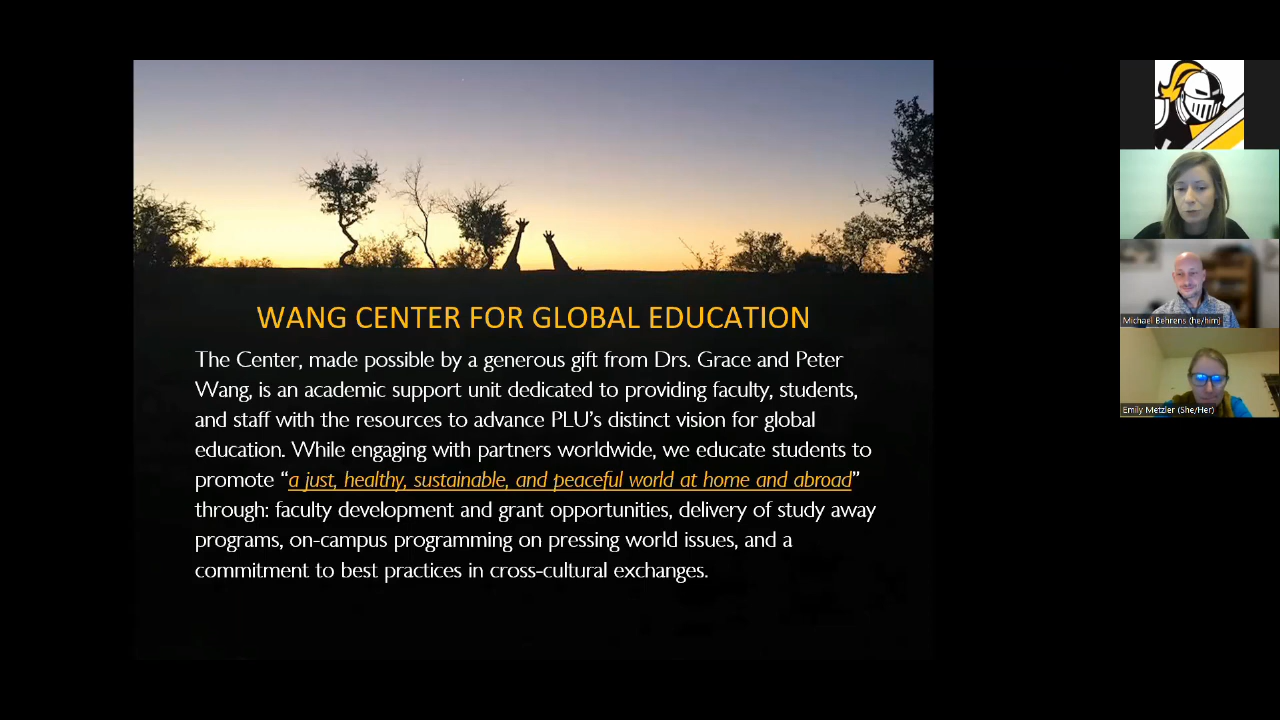 WANG CENTER FOR GLOBAL EDUCATION
The Center, made possible by a generous gift from Drs. Grace and Peter
Wang, is an academic support unit dedicated to providing faculty, students,
and staff with the resources to advance PLU’s distinct vision for global
education. While engaging with partners worldwide, we educate students to
promote “a just, healthy, sustainable, and peaceful world at home and abroad”
through: faculty development and grant opportunities, delivery of study away
programs, on-campus programming on pressing world issues, and a
commitment to best practices in cross-cultural exchanges.
Michael Behrens (he/him)
Emily Metzler (She/Her)